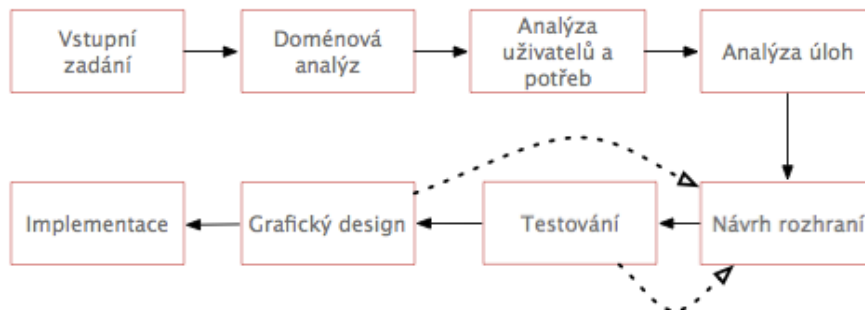 Vstupní
zadání
Doménová
analýz
Analýza
uživatelů a
potřeb
Analýza úloh
Implementace
Grafický design
Testování
Návrh rozhraní